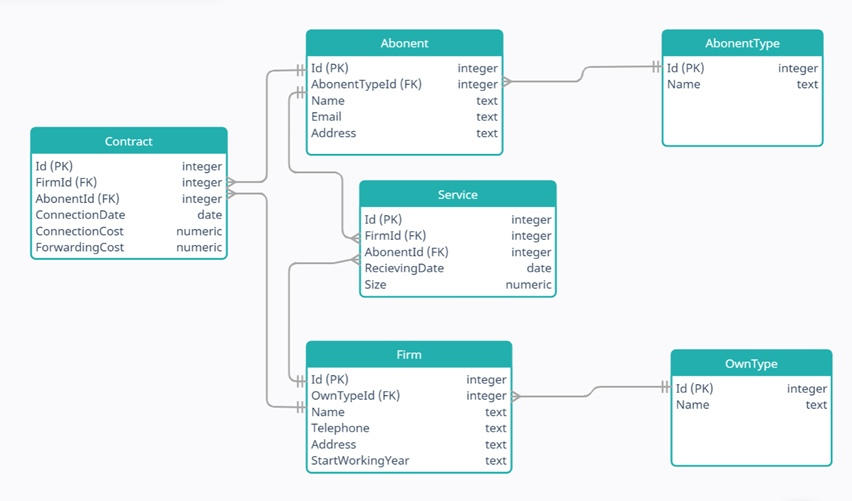 Abonent
Id (PK) integer
AbonentTypeId (FK) integer
Name text
Email text
Address text
AbonentType
Id (PK) integer
Name text
Contract
Id (PK) integer
FirmId (FK) integer
AbonentId (FK) integer
ConnectionDate date
ConnectionCost numeric
ForwardingCost numeric
Service
Id (PK) integer
FirmId (FK) integer
AbonentId (FK) integer
RecievingDate date
Size numeric
Firm
Id (PK) integer
OwnTypeId (FK) integer
Name text
Telephone text
Address text
StartWorkingYear text
OwnType
Id (PK) integer
Name text